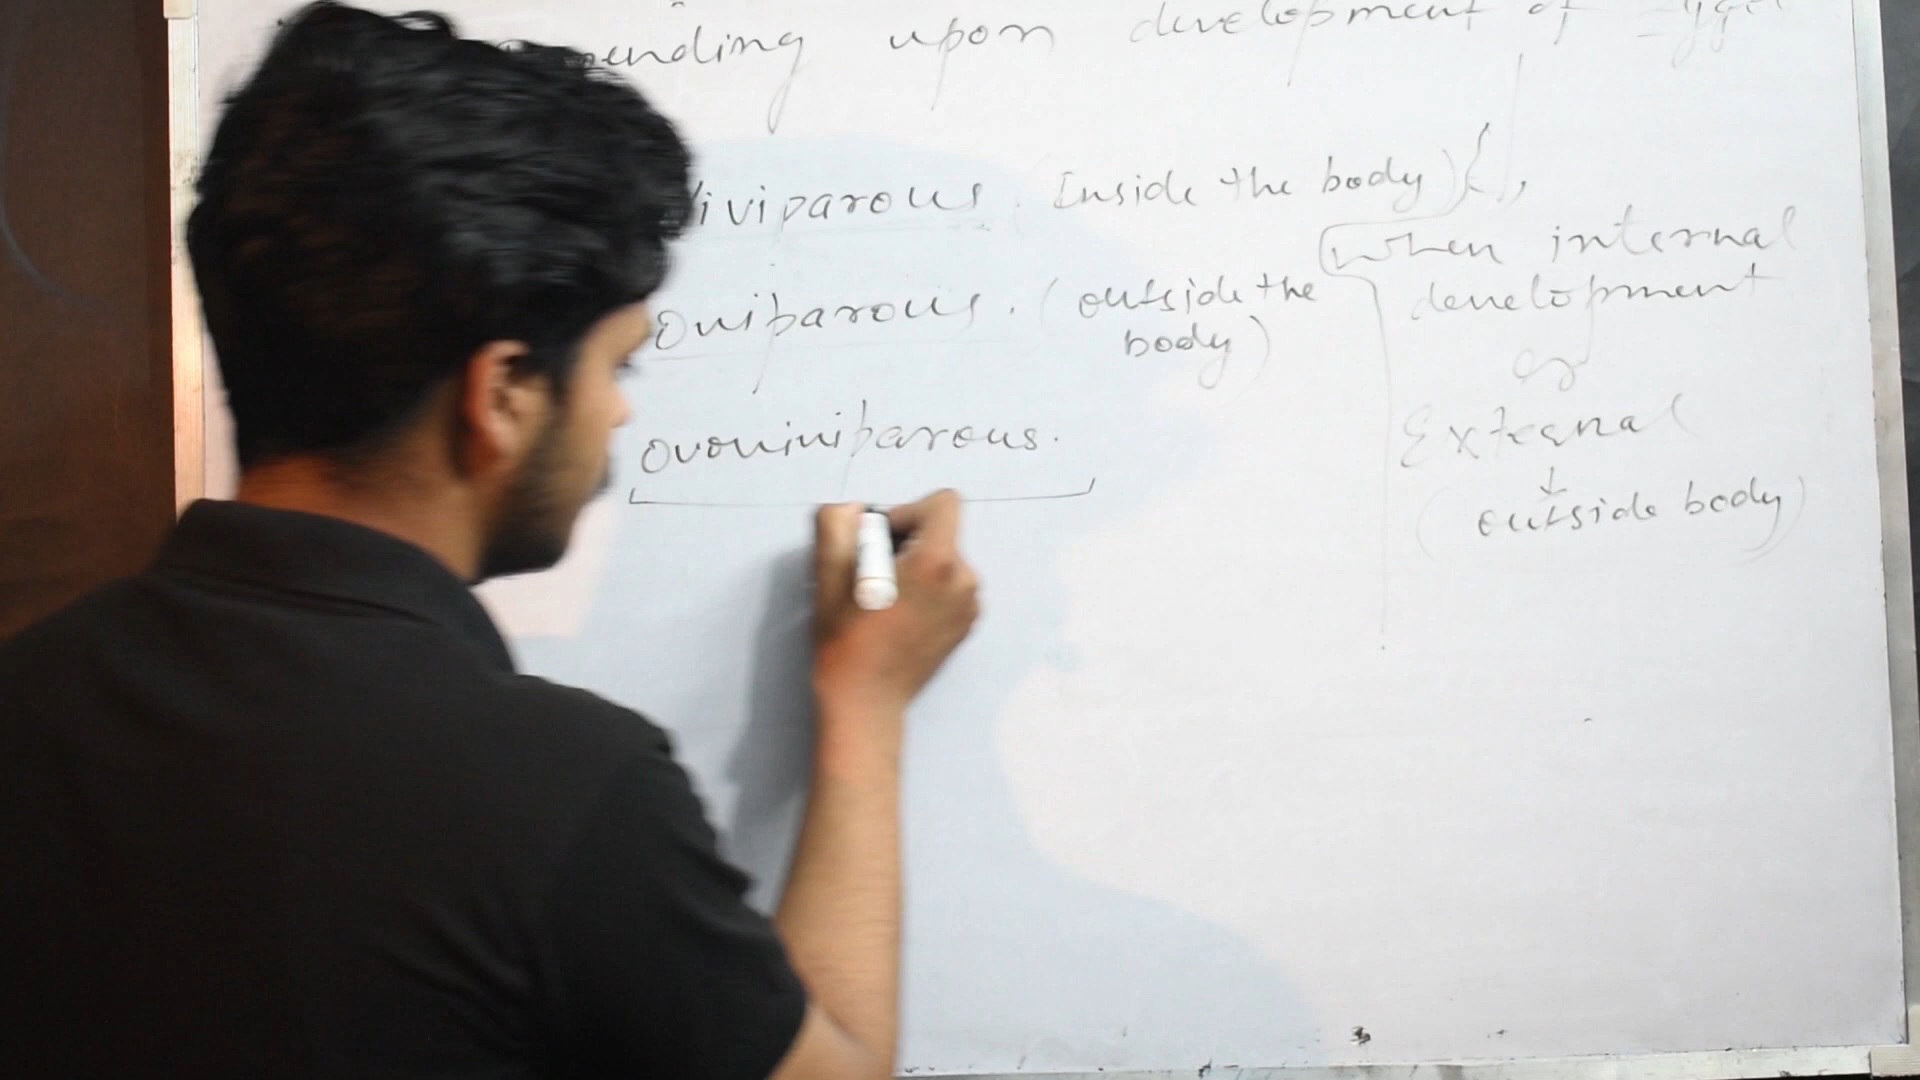 upon development of
viviparous (Inside the body) {,
When internal
oviparous. (outside the development
body)
or
ovoviviparous. External
↓
(outside body)